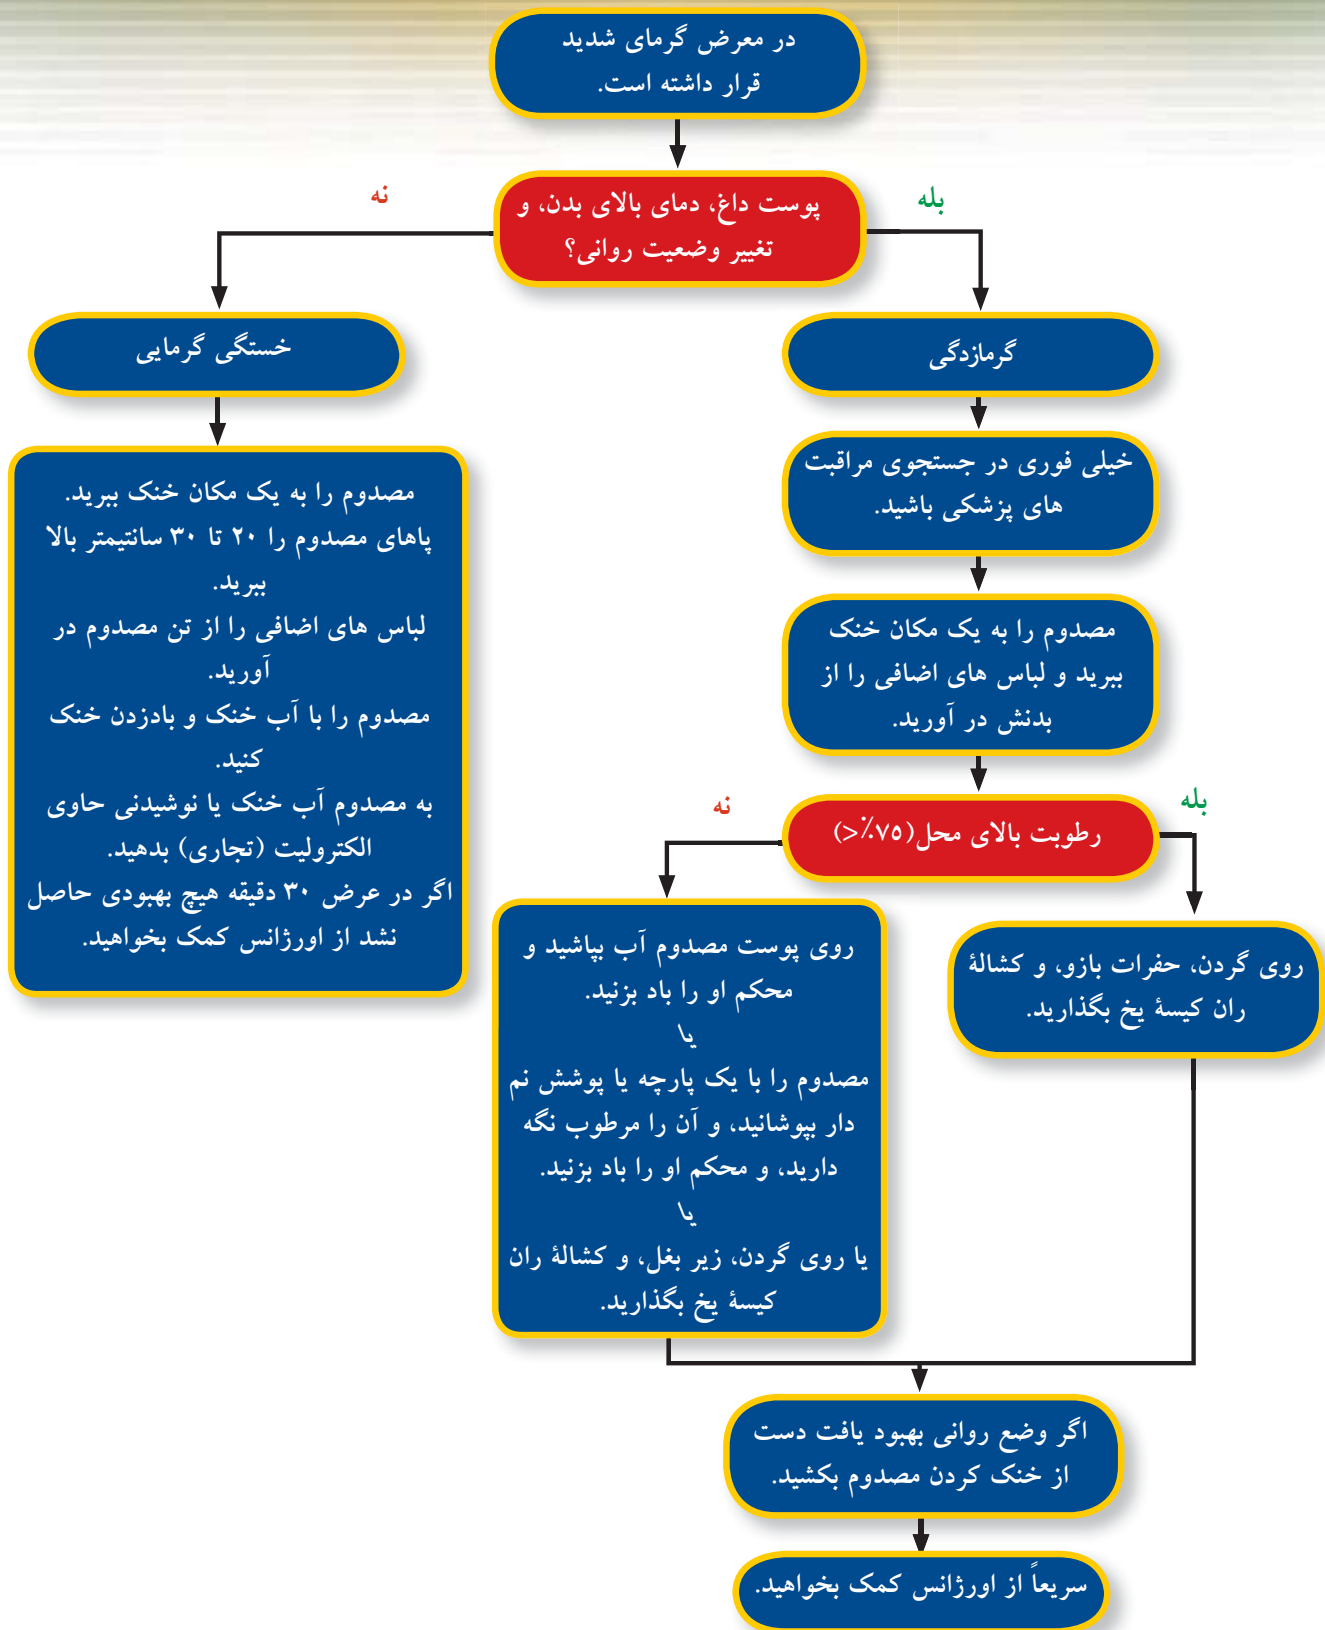 در معرض گرمای شدید
قرار داشته است.
پوست داغ، دمای بالای بدن، و
تغییر وضعیت روانی؟
بله
نه
گرمازدگی
خیلی فوری در جستجوی مراقبت
های پزشکی باشید.
مصدوم را به یک مکان خنک
ببرید و لباس های اضافی را از
بدنش در آورید.
رطوبت بالای محل(۷۵٪<)
بله
نه
روی گردن، حفرات بازو، و کشالهٔ
ران کیسهٔ یخ بگذارید.
روی پوست مصدوم آب بپاشید و
محکم او را باد بزنید.
یا
مصدوم را با یک پارچه یا پوشش نم
دار بپوشانید، و آن را مرطوب نگه
دارید، و محکم او را باد بزنید.
یا
یا روی گردن، زیر بغل، و کشالهٔ ران
کیسهٔ یخ بگذارید.
اگر وضع روانی بهبود یافت دست
از خنک کردن مصدوم بکشید.
سریعاً از اورژانس کمک بخواهید.
خستگی گرمایی
مصدوم را به یک مکان خنک ببرید.
پاهای مصدوم را ۲۰ تا ۳۰ سانتیمتر بالا
ببرید.
لباس های اضافی را از تن مصدوم در
آورید.
مصدوم را با آب خنک و بادزدن خنک
کنید.
به مصدوم آب خنک یا نوشیدنی حاوی
الکترولیت (تجاری) بدهید.
اگر در عرض ۳۰ دقیقه هیچ بهبودی حاصل
نشد از اورژانس کمک بخواهید.